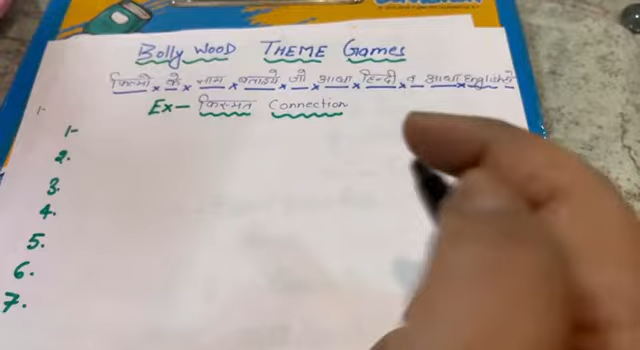 Bolly Wood THEME Games
फिल्मो के नाम बताइये जो आधा हिन्दी व आधा English मे
Ex- किस्मत Connection
1-
1-
2.
3.
4.
5.
6.
7.